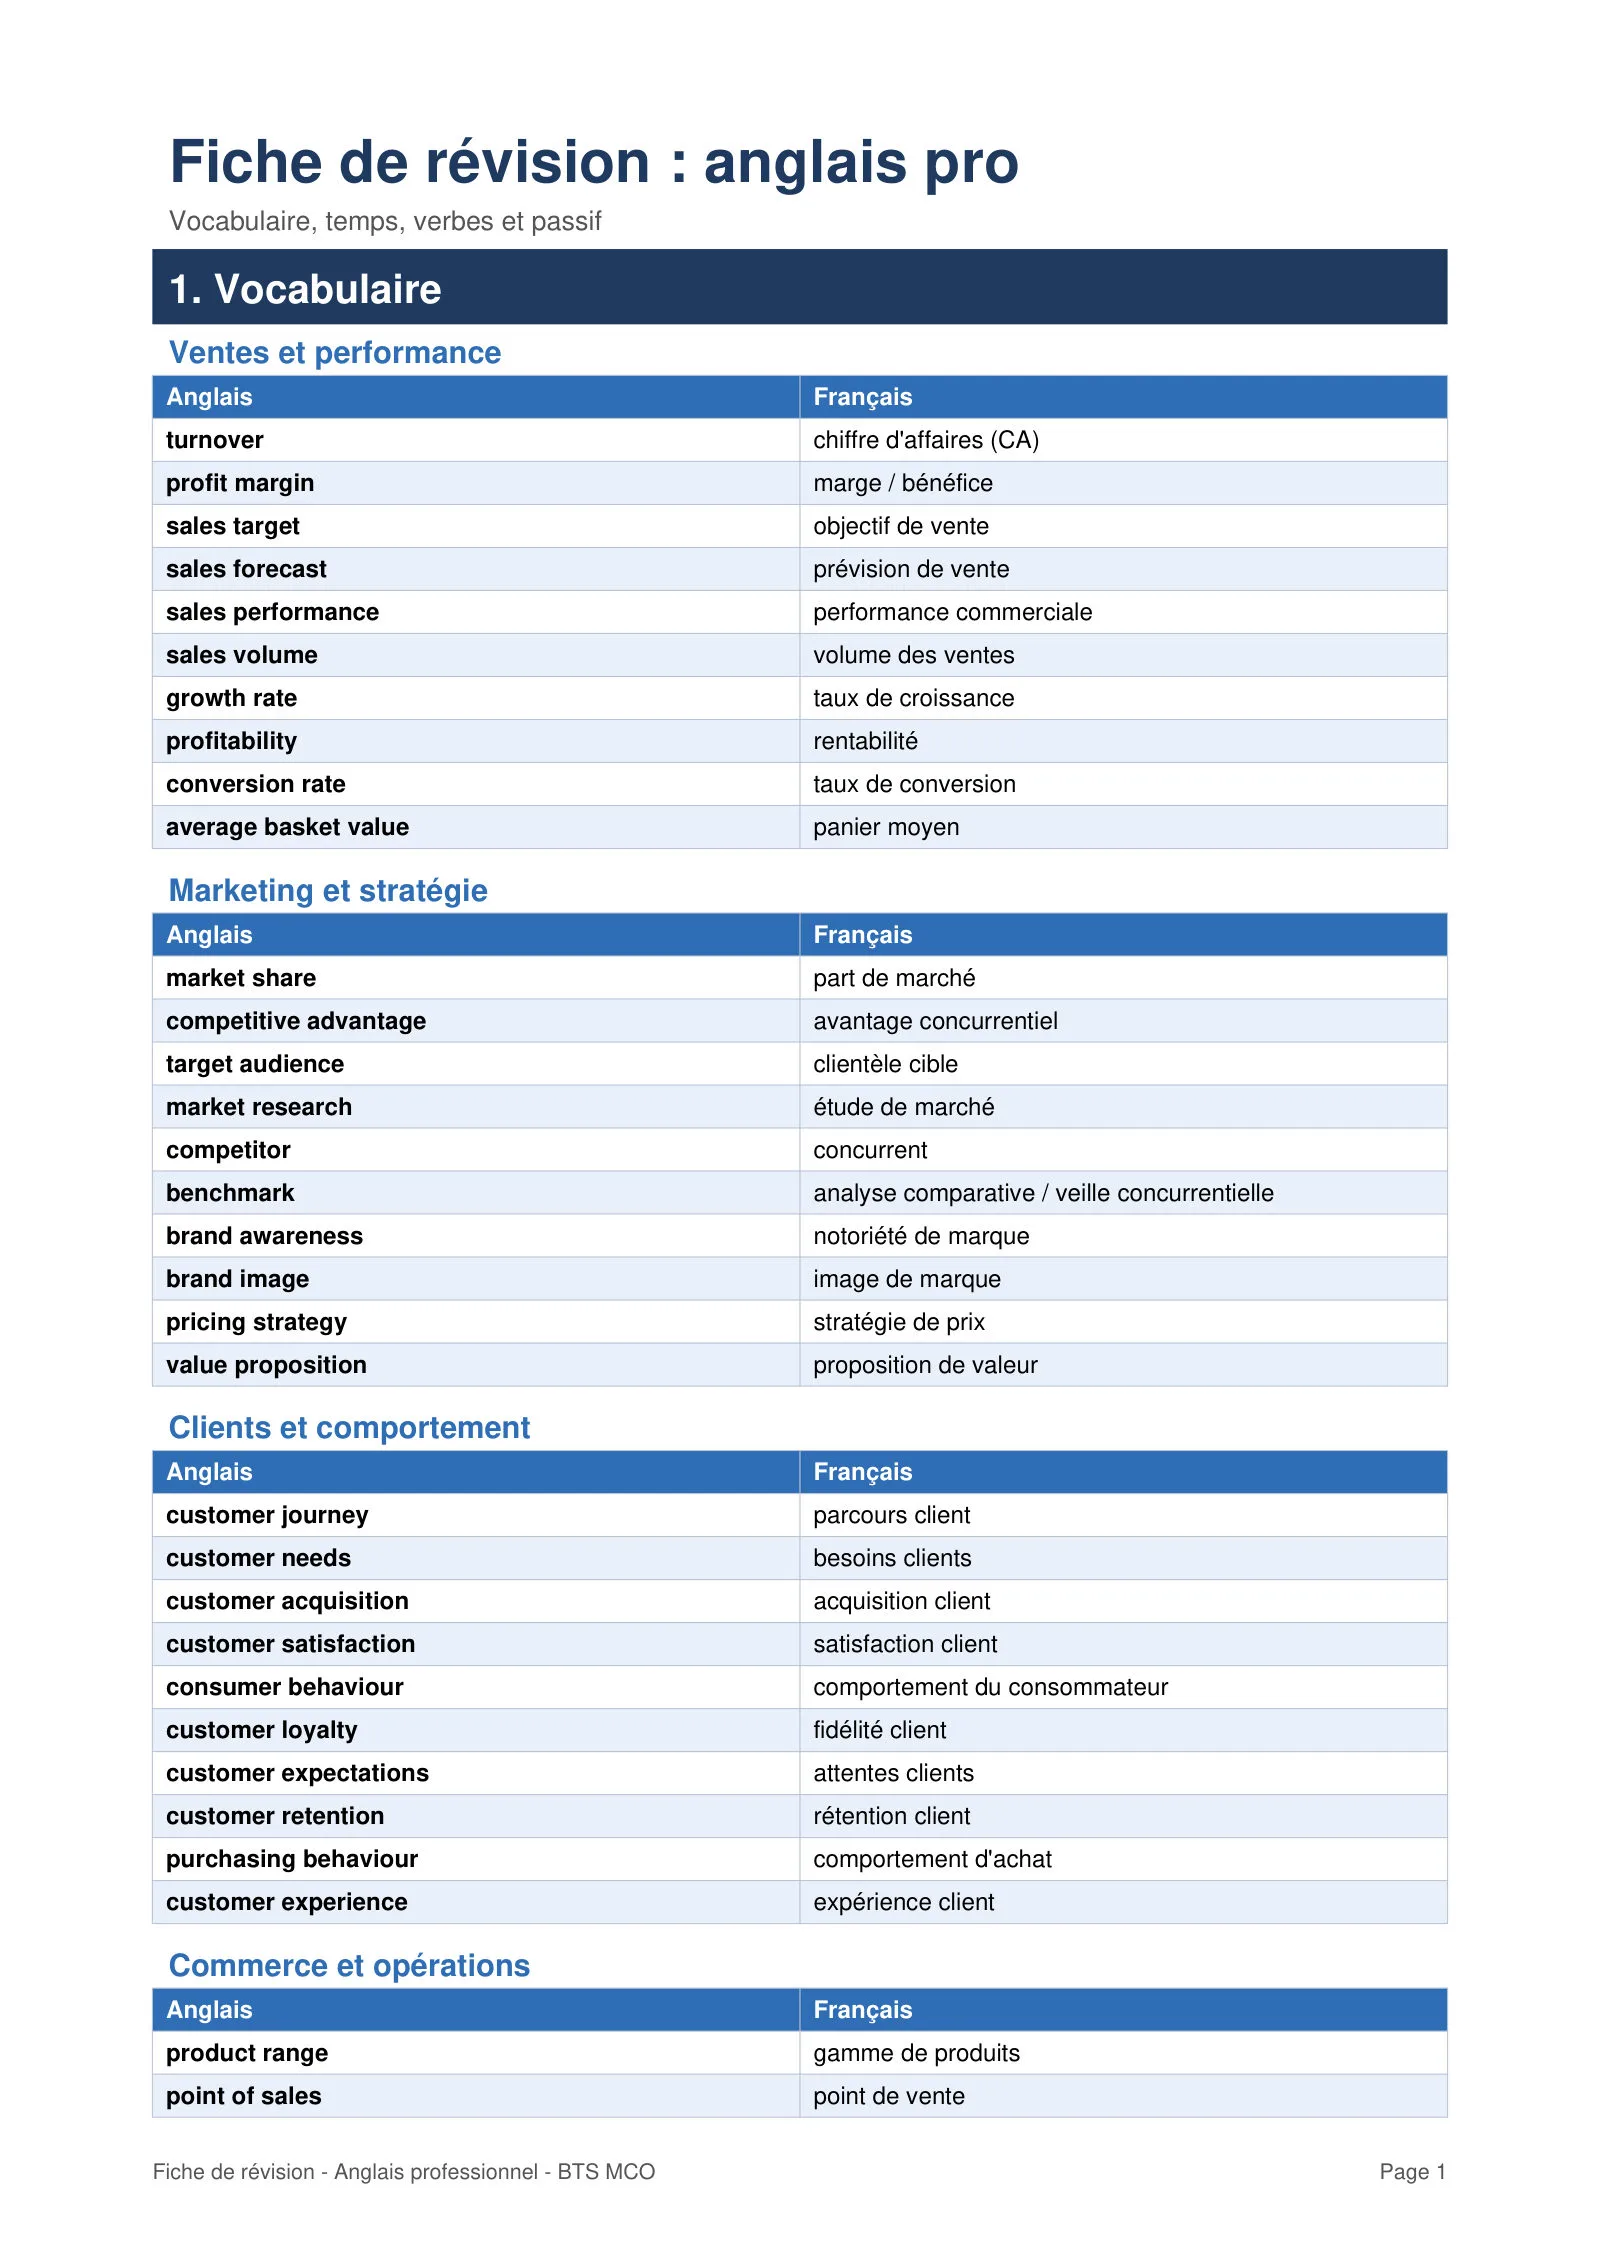 Fiche de révision : anglais pro
Vocabulaire, temps, verbes et passif
1. Vocabulaire
Ventes et performance
Anglais Français
turnover chiffre d'affaires (CA)
profit margin marge / bénéfice
sales target objectif de vente
sales forecast prévision de vente
sales performance performance commerciale
sales volume volume des ventes
growth rate taux de croissance
profitability rentabilité
conversion rate taux de conversion
average basket value panier moyen
Marketing et stratégie
Anglais Français
market share part de marché
competitive advantage avantage concurrentiel
target audience clientèle cible
market research étude de marché
competitor concurrent
benchmark analyse comparative / veille concurrentielle
brand awareness notoriété de marque
brand image image de marque
pricing strategy stratégie de prix
value proposition proposition de valeur
Clients et comportement
Anglais Français
customer journey parcours client
customer needs besoins clients
customer acquisition acquisition client
customer satisfaction satisfaction client
consumer behaviour comportement du consommateur
customer loyalty fidélité client
customer expectations attentes clients
customer retention rétention client
purchasing behaviour comportement d'achat
customer experience expérience client
Commerce et opérations
Anglais Français
product range gamme de produits
point of sales point de vente
Fiche de révision - Anglais professionnel - BTS MCO Page 1